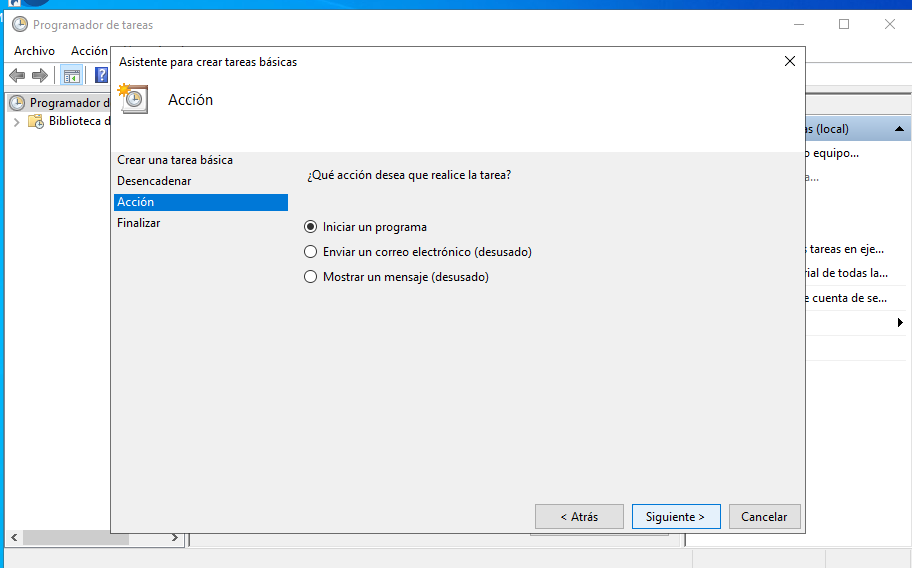 Programador de tareas
Archivo Acción
Asistente para crear tareas básicas
Acción
Programador d
Biblioteca d
Crear una tarea básica
Desencadenar
Acción
Finalizar
¿Qué acción desea que realice la tarea?
Iniciar un programa
Enviar un correo electrónico (desusado)
Mostrar un mensaje (desusado)
as (local)
o equipo...
a...
s tareas en eje...
rial de todas la...
e cuenta de se...
< Atrás
Siguiente >
Cancelar